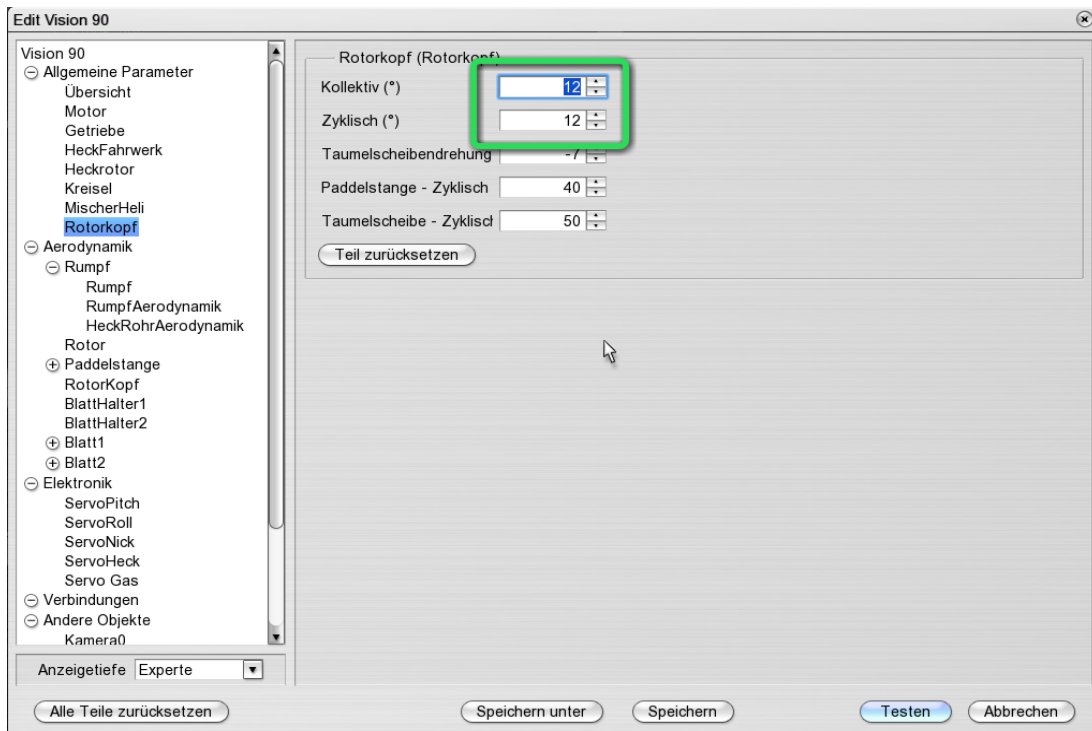 Edit Vision 90
Vision 90
Allgemeine Parameter
Übersicht
Motor
Getriebe
HeckFahrwerk
Heckrotor
Kreisel
MischerHeli
Rotorkopf
Aerodynamik
Rumpf
Rumpf
RumpfAerodynamik
HeckRohrAerodynamik
Rotor
Paddelstange
RotorKopf
BlattHalter1
BlattHalter2
Blatt1
Blatt2
Elektronik
ServoPitch
ServoRoll
ServoNick
ServoHeck
Servo Gas
Verbindungen
Andere Objekte
Kamera0
Anzeigetiefe Experte
Rotorkopf (Rotorkopf)
Kollektiv (°) 12
Zyklisch (°) 12
Taumelscheibendrehung -7
Paddelstange - Zyklisch 40
Taumelscheibe - Zyklisch 50
Teil zurücksetzen
Alle Teile zurücksetzen Speichern unter Speichern Testen Abbrechen